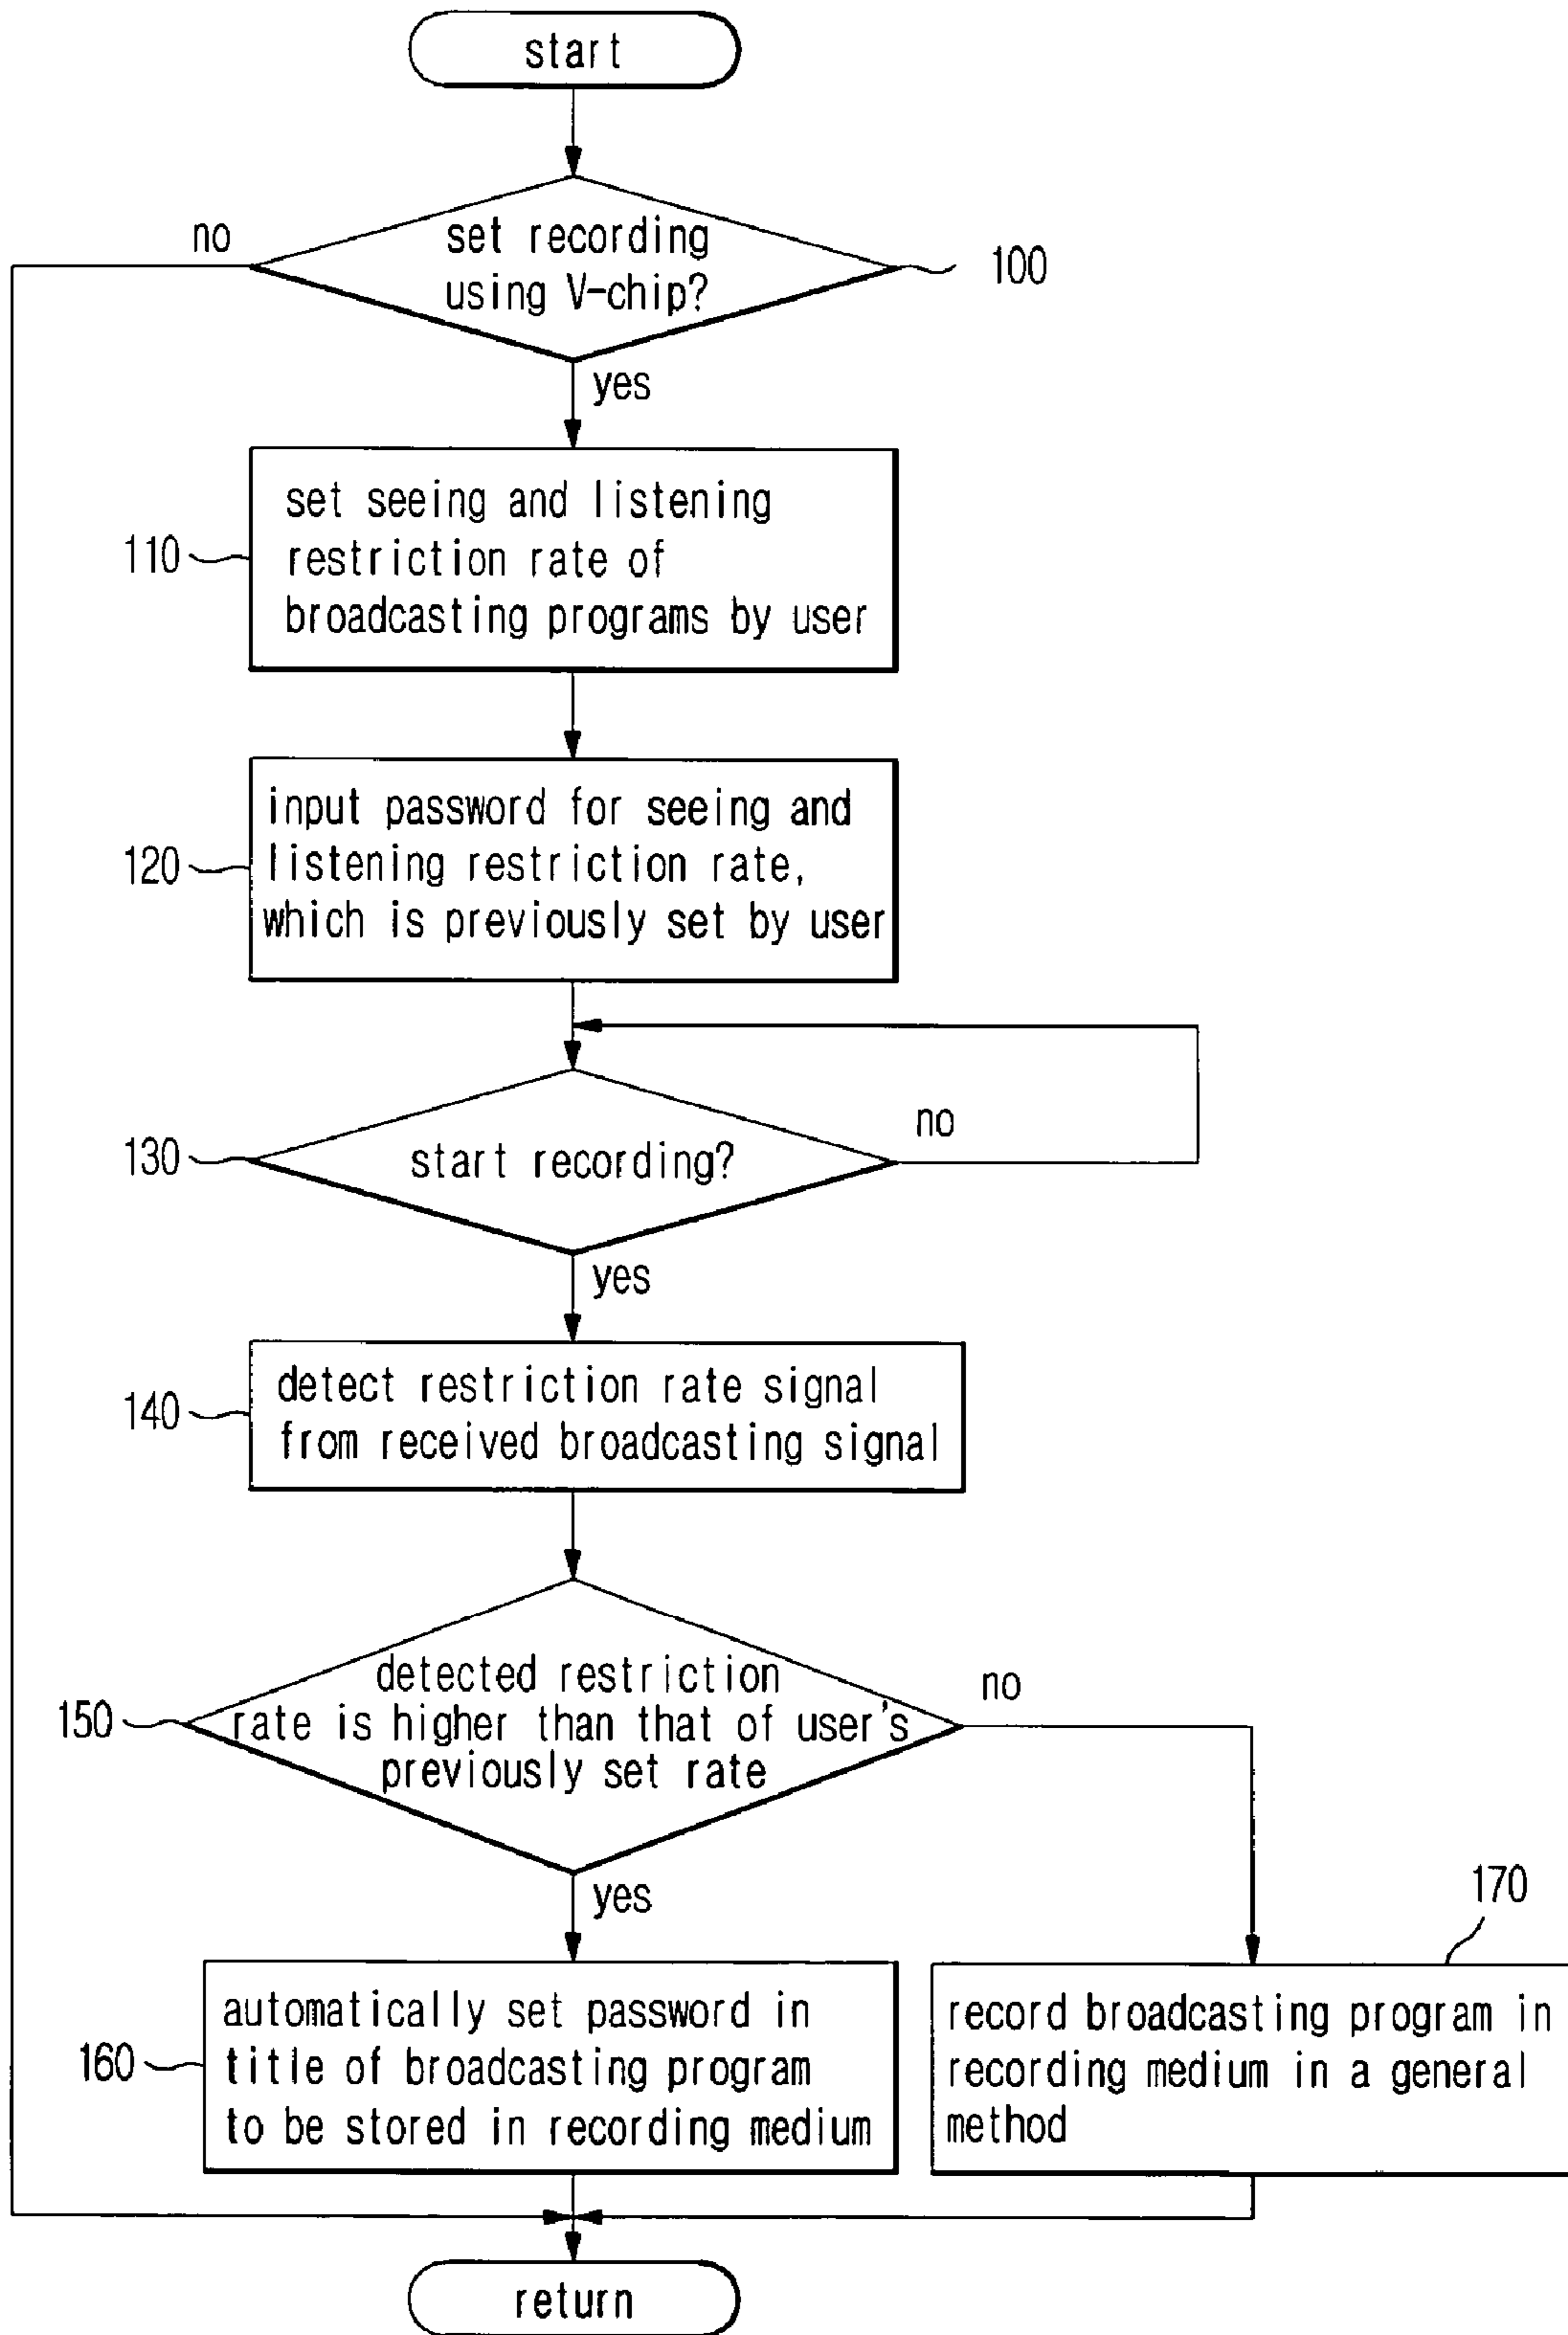 start
no
set recording
using V-chip?
100
yes
set seeing and listening
restriction rate of
broadcasting programs by user
110
input password for seeing and
listening restriction rate,
which is previously set by user
120
no
start recording?
130
yes
detect restriction rate signal
from received broadcasting signal
140
detected restriction
rate is higher than that of user's
previously set rate
no
150
yes
170
automatically set password in
title of broadcasting program
to be stored in recording medium
160
record broadcasting program in
recording medium in a general
method
return